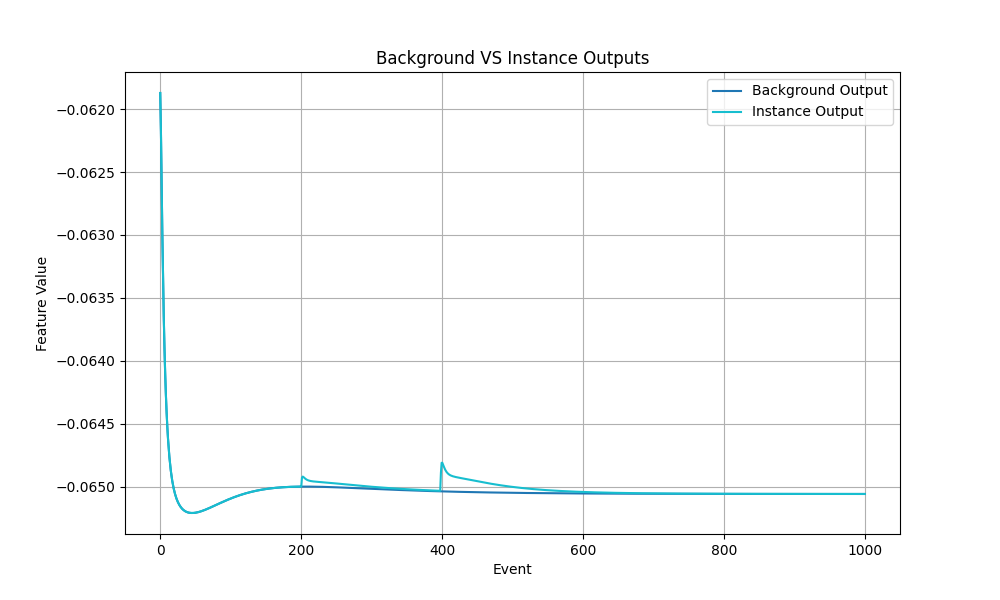 Background VS Instance Outputs
Background Output
Instance Output
Feature Value
−0.0620
−0.0625
−0.0630
−0.0635
−0.0640
−0.0645
−0.0650
0 200 400 600 800 1000
Event